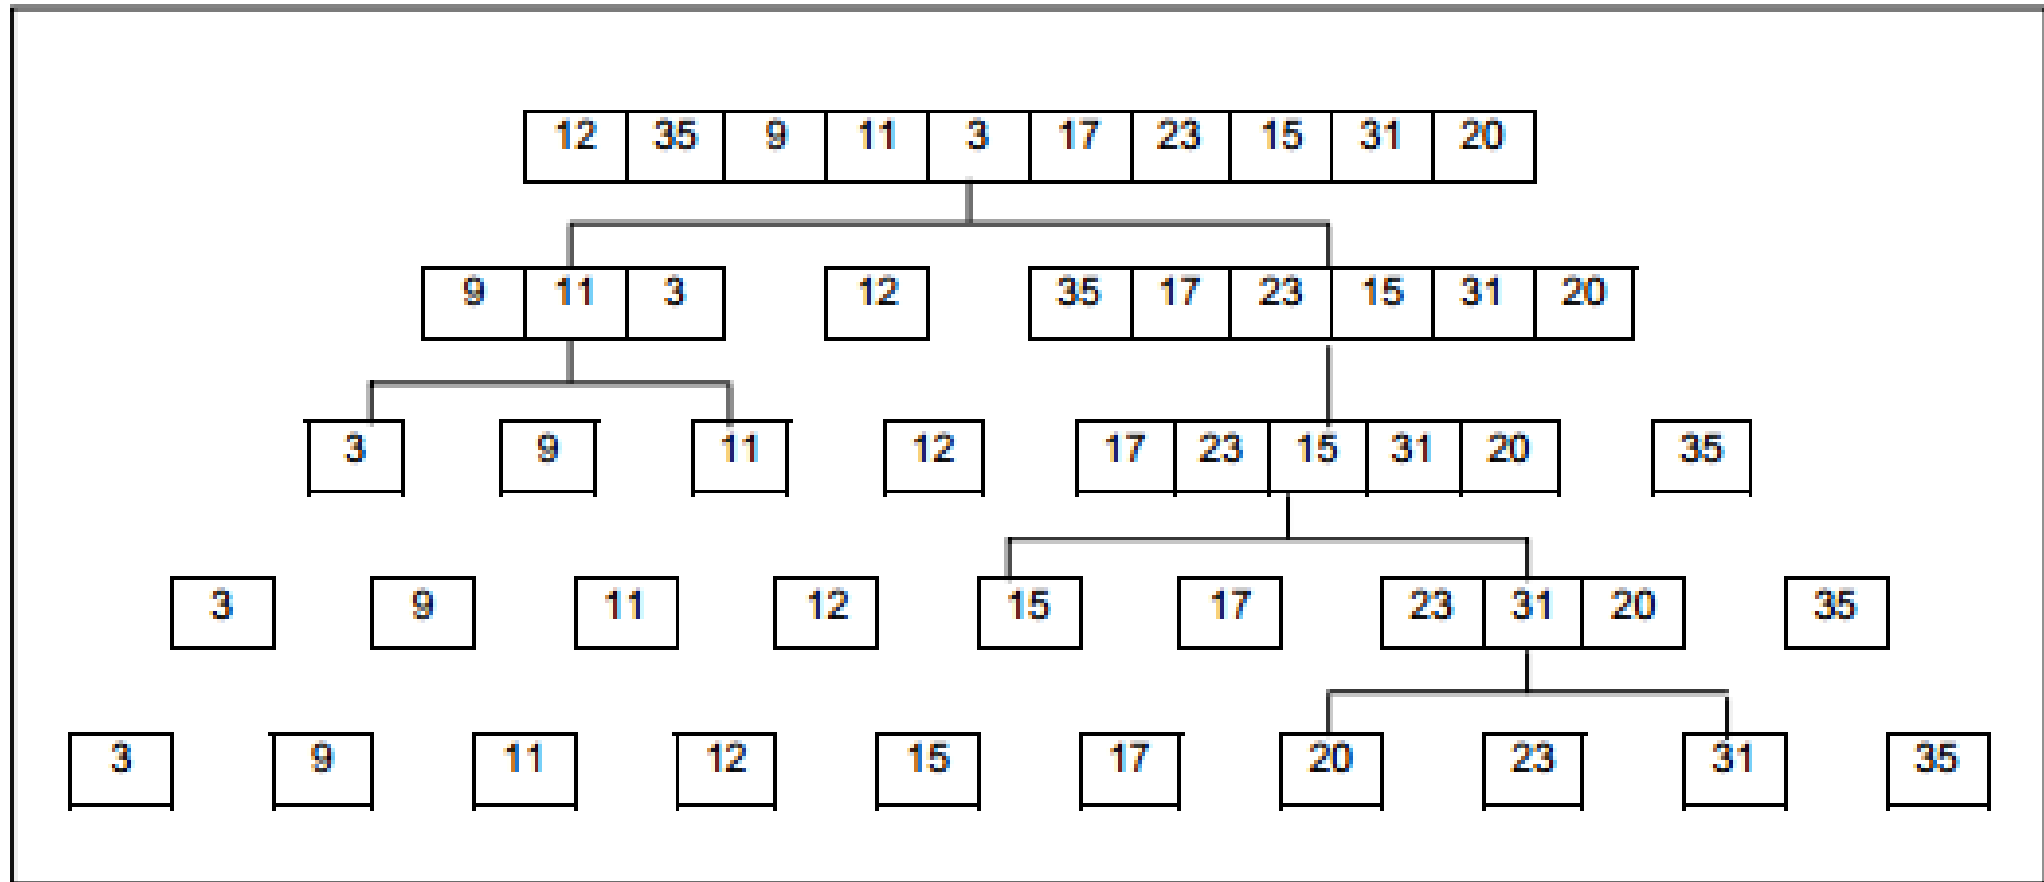 12 35 9 11 3 17 23 15 31 20
9 11 3 12 35 17 23 15 31 20
3 9 11 12 17 23 15 31 20 35
3 9 11 12 15 17 23 31 20 35
3 9 11 12 15 17 20 23 31 35